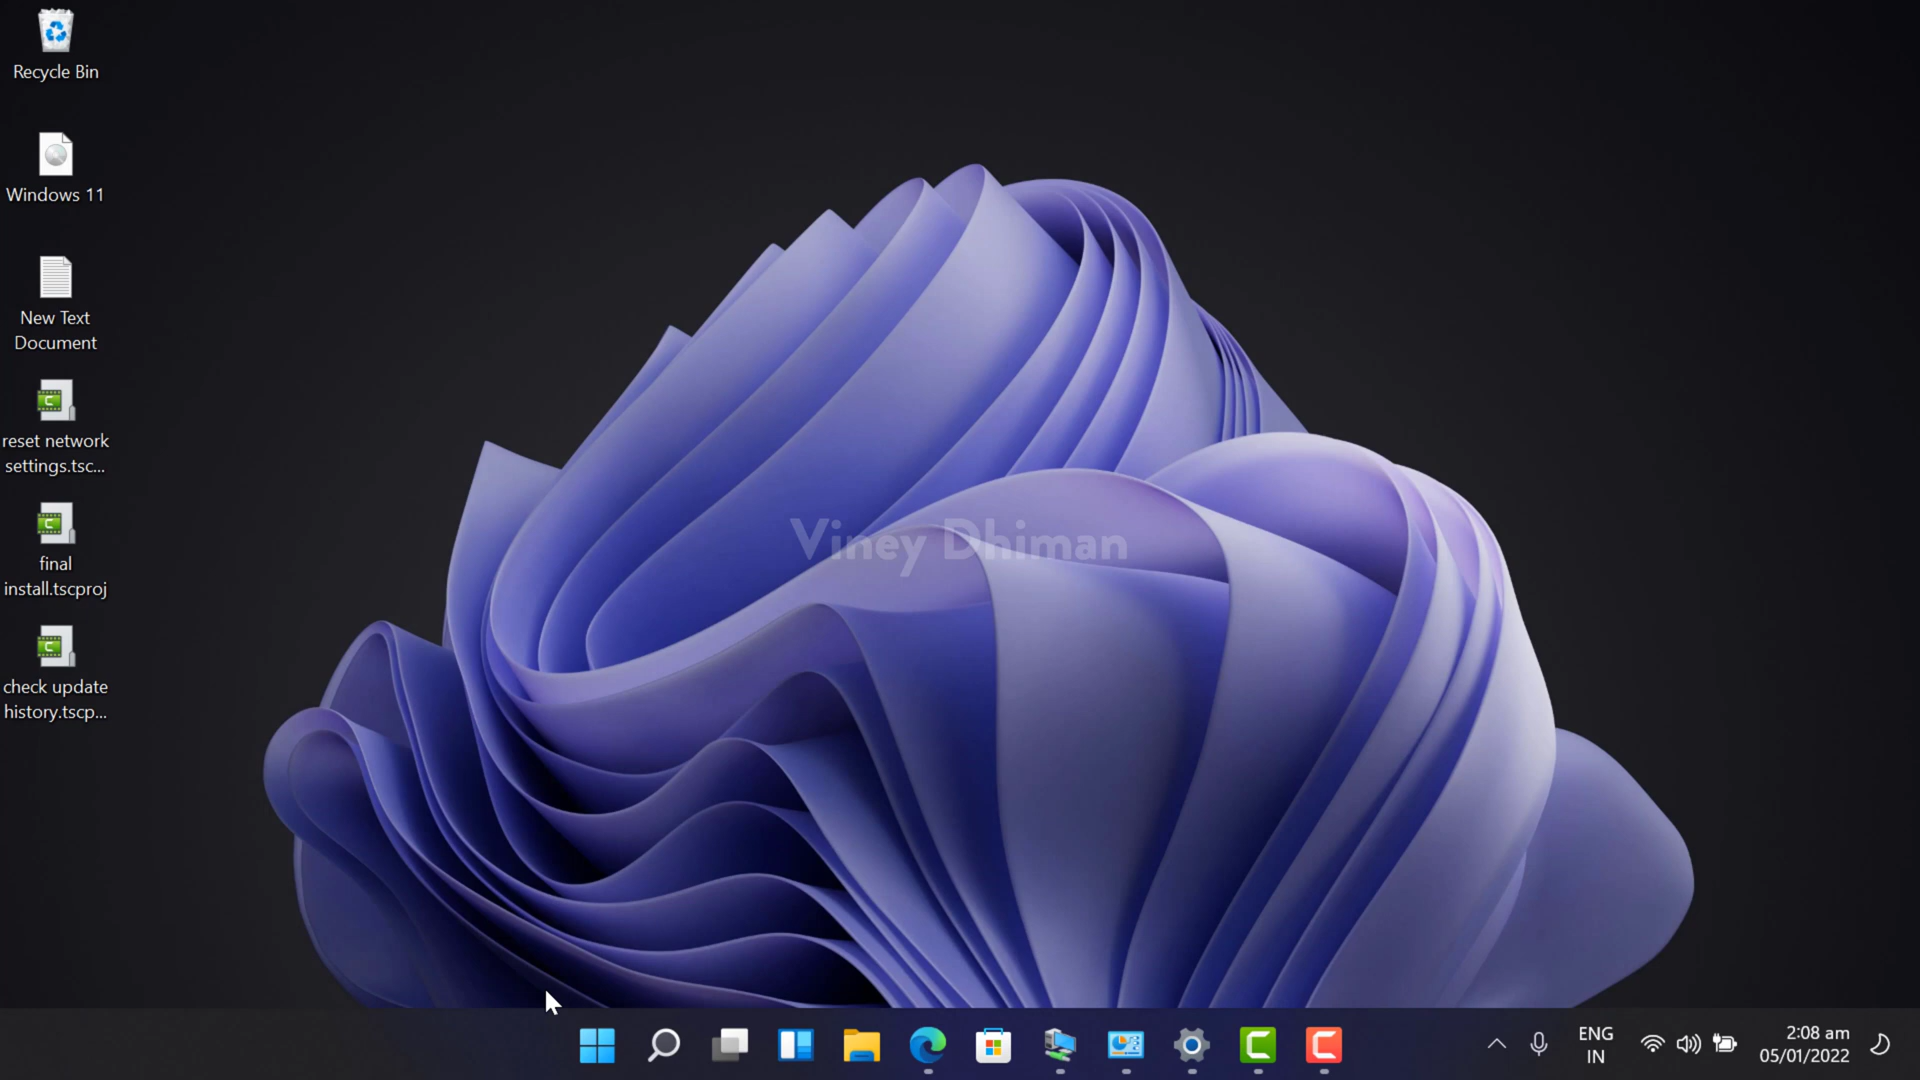 Recycle Bin
Windows 11
New Text
Document
reset network
settings.tsc...
final
install.tscproj
check update
history.tscp...
Viney Dhiman
ENG
IN
2:08 am
05/01/2022